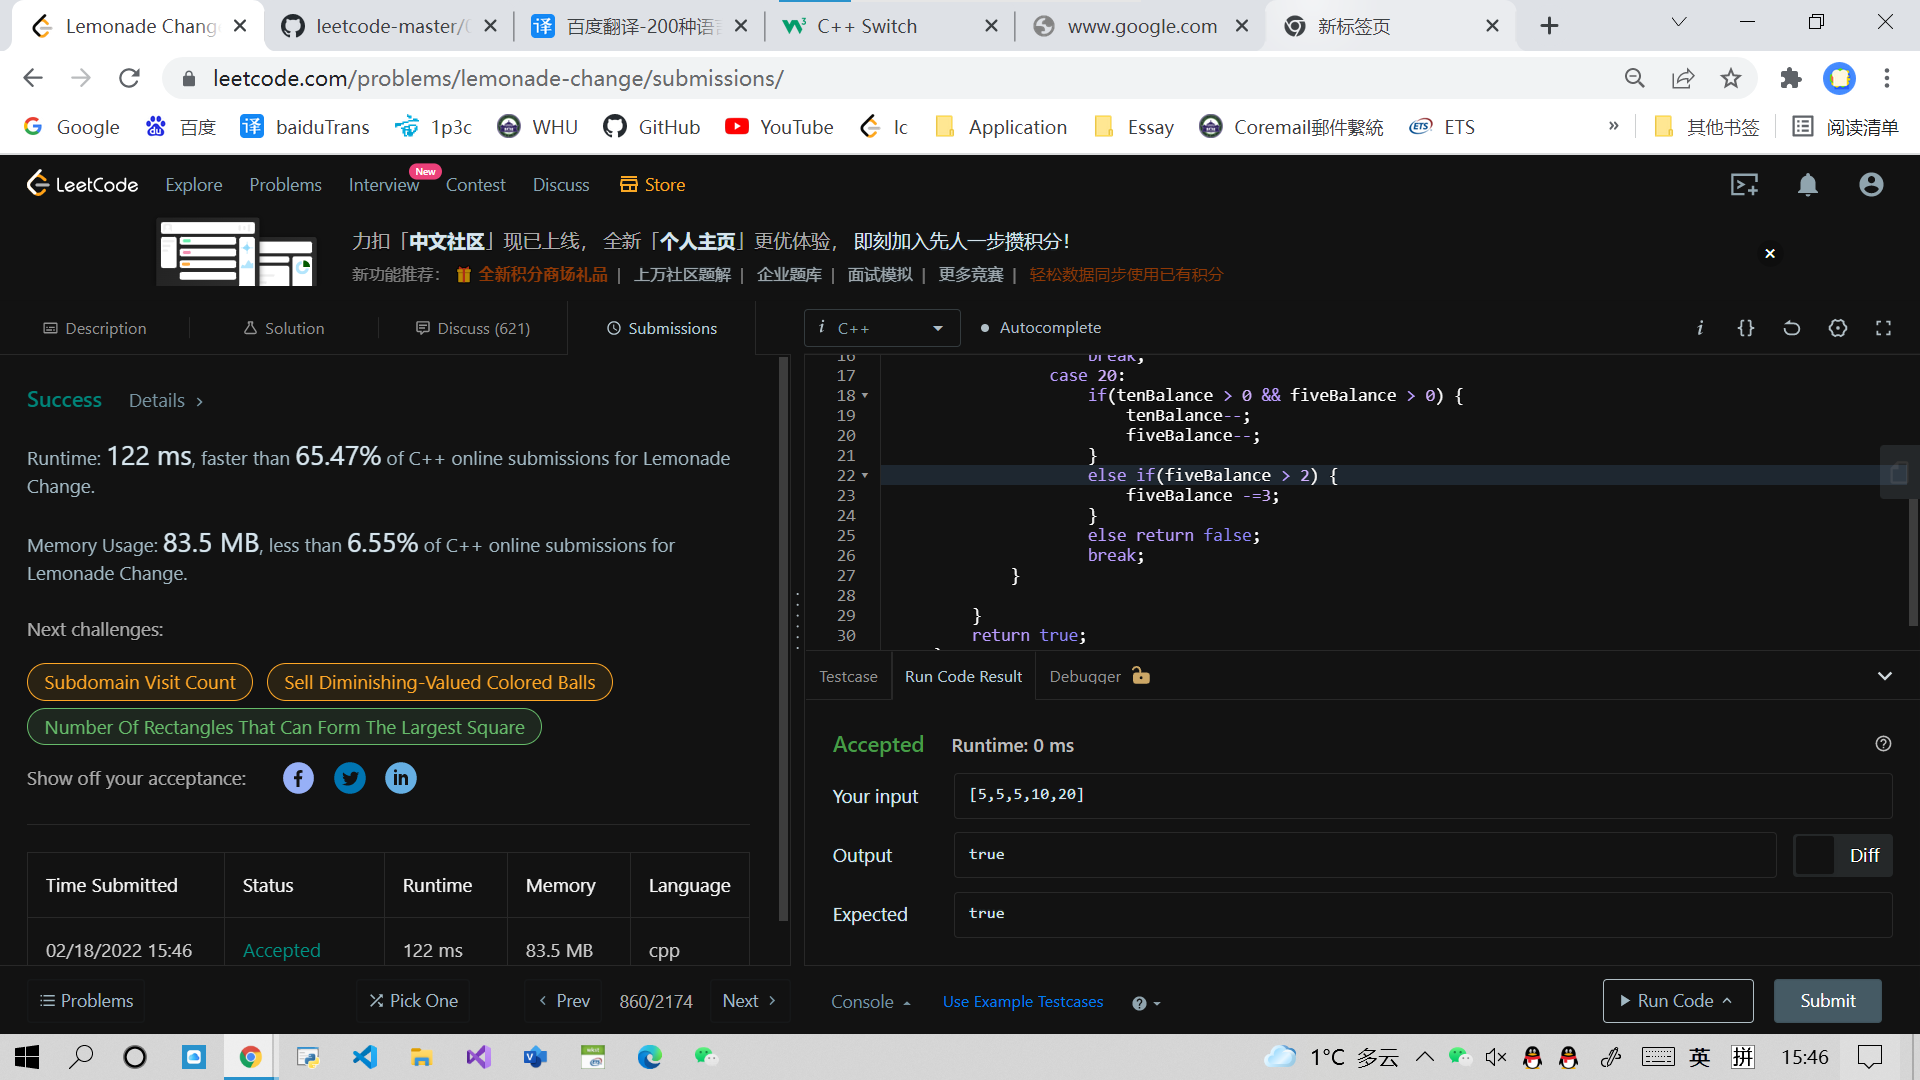 Lemonade Chang
leetcode-master/
百度翻译-200种语
C++ Switch
www.google.com
新标签页
leetcode.com/problems/lemonade-change/submissions/
Google
百度
译
baiduTrans
1p3c
WHU
GitHub
YouTube
lc
Application
Essay
Coremail郵件繫統
ETS
»
其他书签
阅读清单
LeetCode
Explore
Problems
Interview
New
Contest
Discuss
Store
力扣「中文社区」现已上线， 全新「个人主页」更优体验， 即刻加入先人一步攒积分！
新功能推荐： 全新积分商场礼品 | 上万社区题解 | 企业题库 | 面试模拟 | 更多竞赛 | 轻松数据同步使用已有积分
Description
Solution
Discuss (621)
Submissions
i C++
Autocomplete
Success Details >
Runtime: 122 ms, faster than 65.47% of C++ online submissions for Lemonade
Change.
Memory Usage: 83.5 MB, less than 6.55% of C++ online submissions for
Lemonade Change.
Next challenges:
Subdomain Visit Count
Sell Diminishing-Valued Colored Balls
Number Of Rectangles That Can Form The Largest Square
Show off your acceptance:
Time Submitted Status Runtime Memory Language
02/18/2022 15:46 Accepted 122 ms 83.5 MB cpp
16 break;
17 case 20:
18 if(tenBalance > 0 && fiveBalance > 0) {
19 tenBalance--;
20 fiveBalance--;
21 }
22 else if(fiveBalance > 2) {
23 fiveBalance -=3;
24 }
25 else return false;
26 break;
27 }
28
29 }
30 return true;
Testcase
Run Code Result
Debugger
Accepted Runtime: 0 ms
Your input [5,5,5,10,20]
Output true
Diff
Expected true
Problems
Pick One
Prev
860/2174
Next
Console
Use Example Testcases
Run Code
Submit
1°C 多云
英
拼
15:46